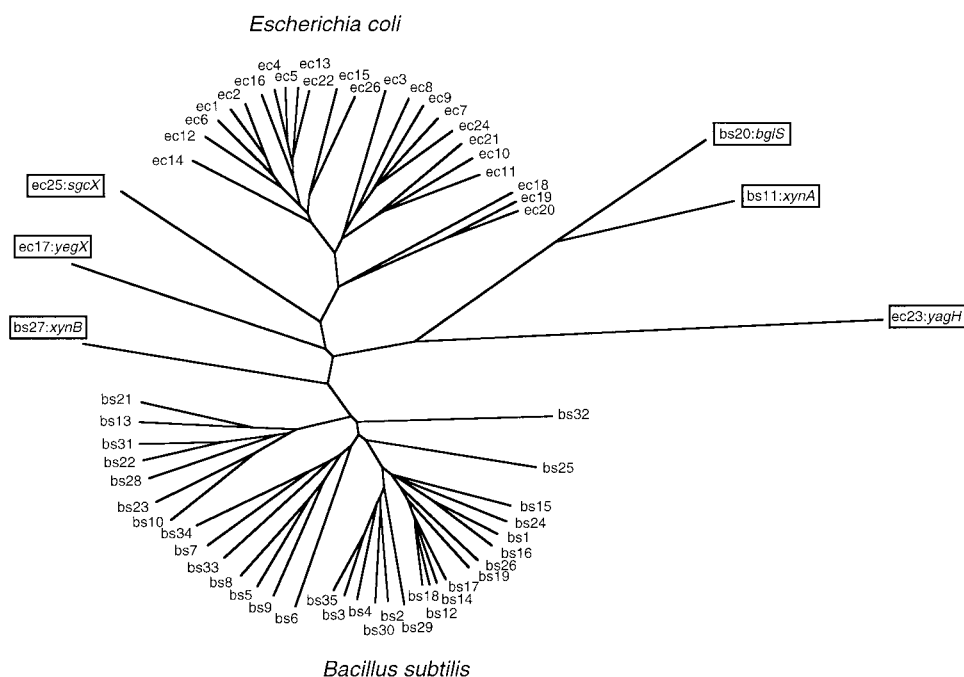 Escherichia coli
ec13
ec4
ec5
ec15
ec3
ec16
ec22
ec26
ec8
ec2
ec9
ec1
ec7
ec6
ec24
ec12
ec21
ec14
ec10
ec11
ec18
ec19
ec20
bs20:bglS
ec25:sgcX
bs11:xynA
ec17:yegX
ec23:yagH
bs27:xynB
bs21
bs32
bs13
bs31
bs22
bs25
bs28
bs23
bs15
bs10
bs24
bs34
bs1
bs7
bs16
bs33
bs26
bs19
bs8
bs17
bs5
bs18
bs14
bs9
bs35
bs12
bs6
bs3
bs4
bs2
bs29
bs30
Bacillus subtilis